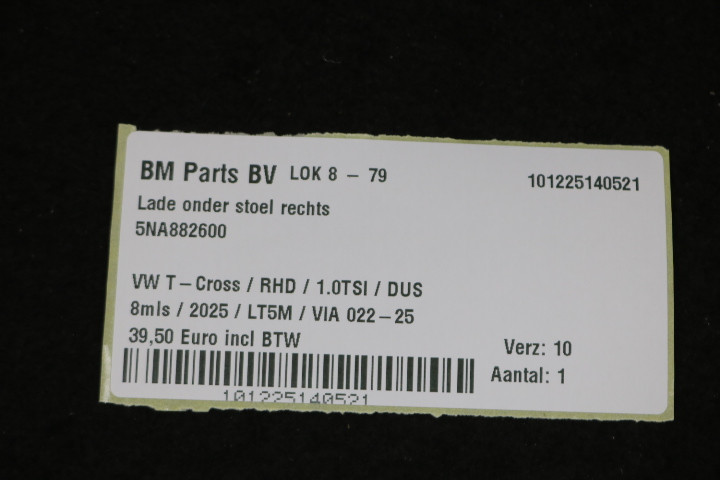 BM Parts BV LOK 8 - 79 101225140521
Lade onder stoel rechts
5NA882600
VW T-Cross / RHD / 1.0TSI / DUS
8mls / 2025 / LT5M / VIA 022-25
39,50 Euro incl BTW
Verz: 10
Aantal: 1
101225140521